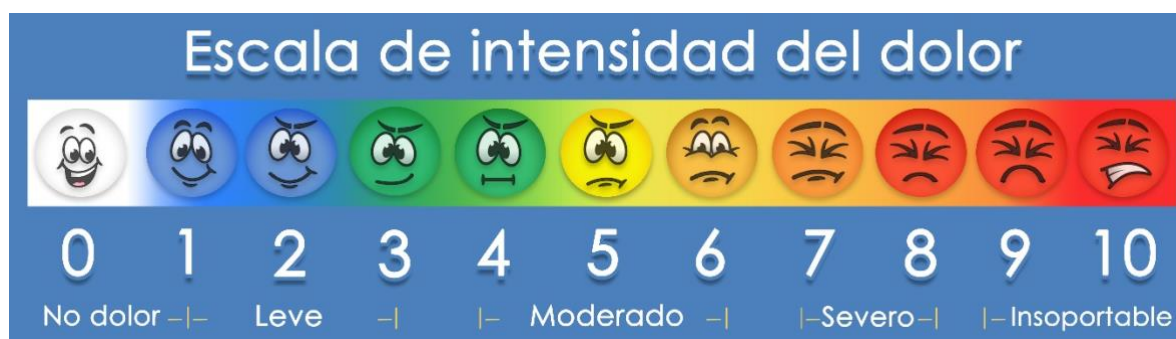 Escala de intensidad del dolor
0 1 2 3 4 5 6 7 8 9 10
No dolor -|- Leve -| |- Moderado -| |-Severo-| |-Insoportable